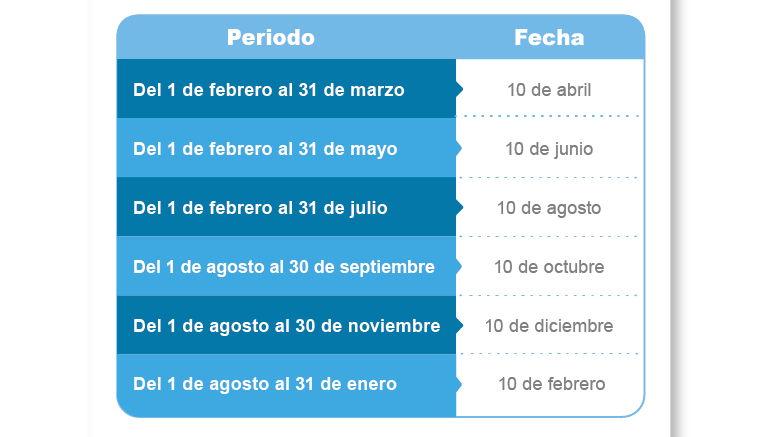 Periodo Fecha
Del 1 de febrero al 31 de marzo 10 de abril
Del 1 de febrero al 31 de mayo 10 de junio
Del 1 de febrero al 31 de julio 10 de agosto
Del 1 de agosto al 30 de septiembre 10 de octubre
Del 1 de agosto al 30 de noviembre 10 de diciembre
Del 1 de agosto al 31 de enero 10 de febrero